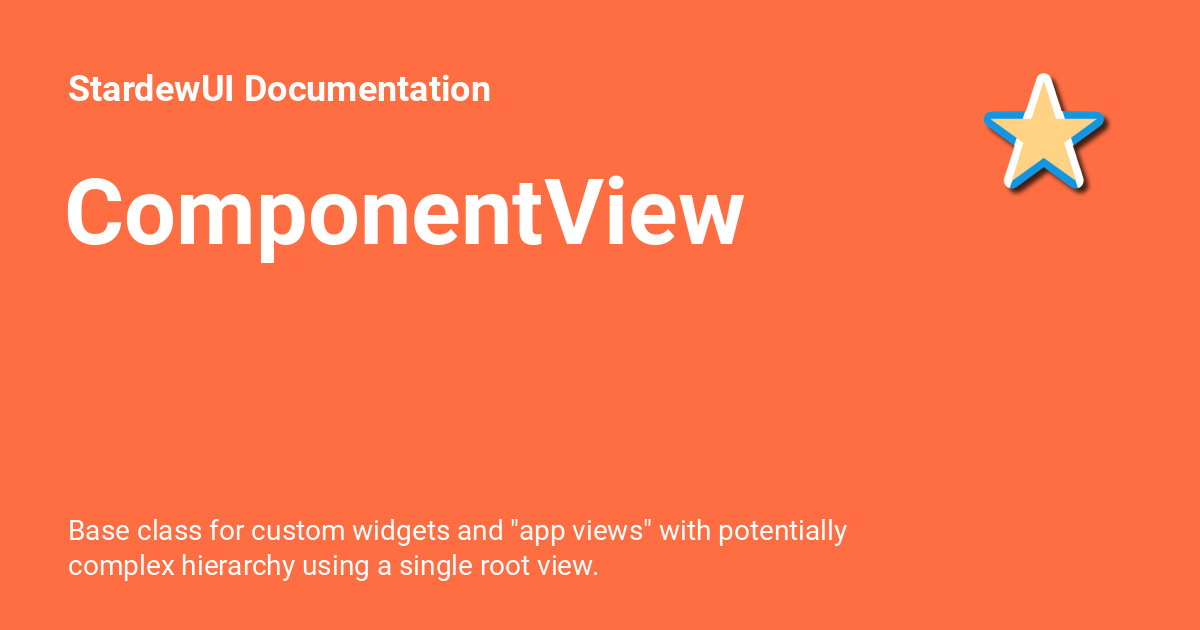 StardewUI Documentation
ComponentView
Base class for custom widgets and "app views" with potentially
complex hierarchy using a single root view.